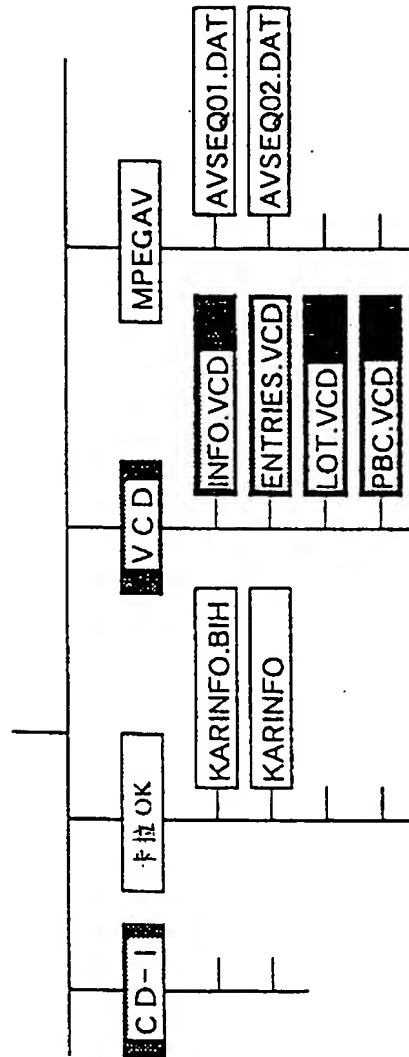 CD-I
卡拉OK
KARINFO.BIH
KARINFO
VCD
INFO.VCD
ENTRIES.VCD
LOT.VCD
PBC.VCD
MPEGAV
AVSEQ01.DAT
AVSEQ02.DAT